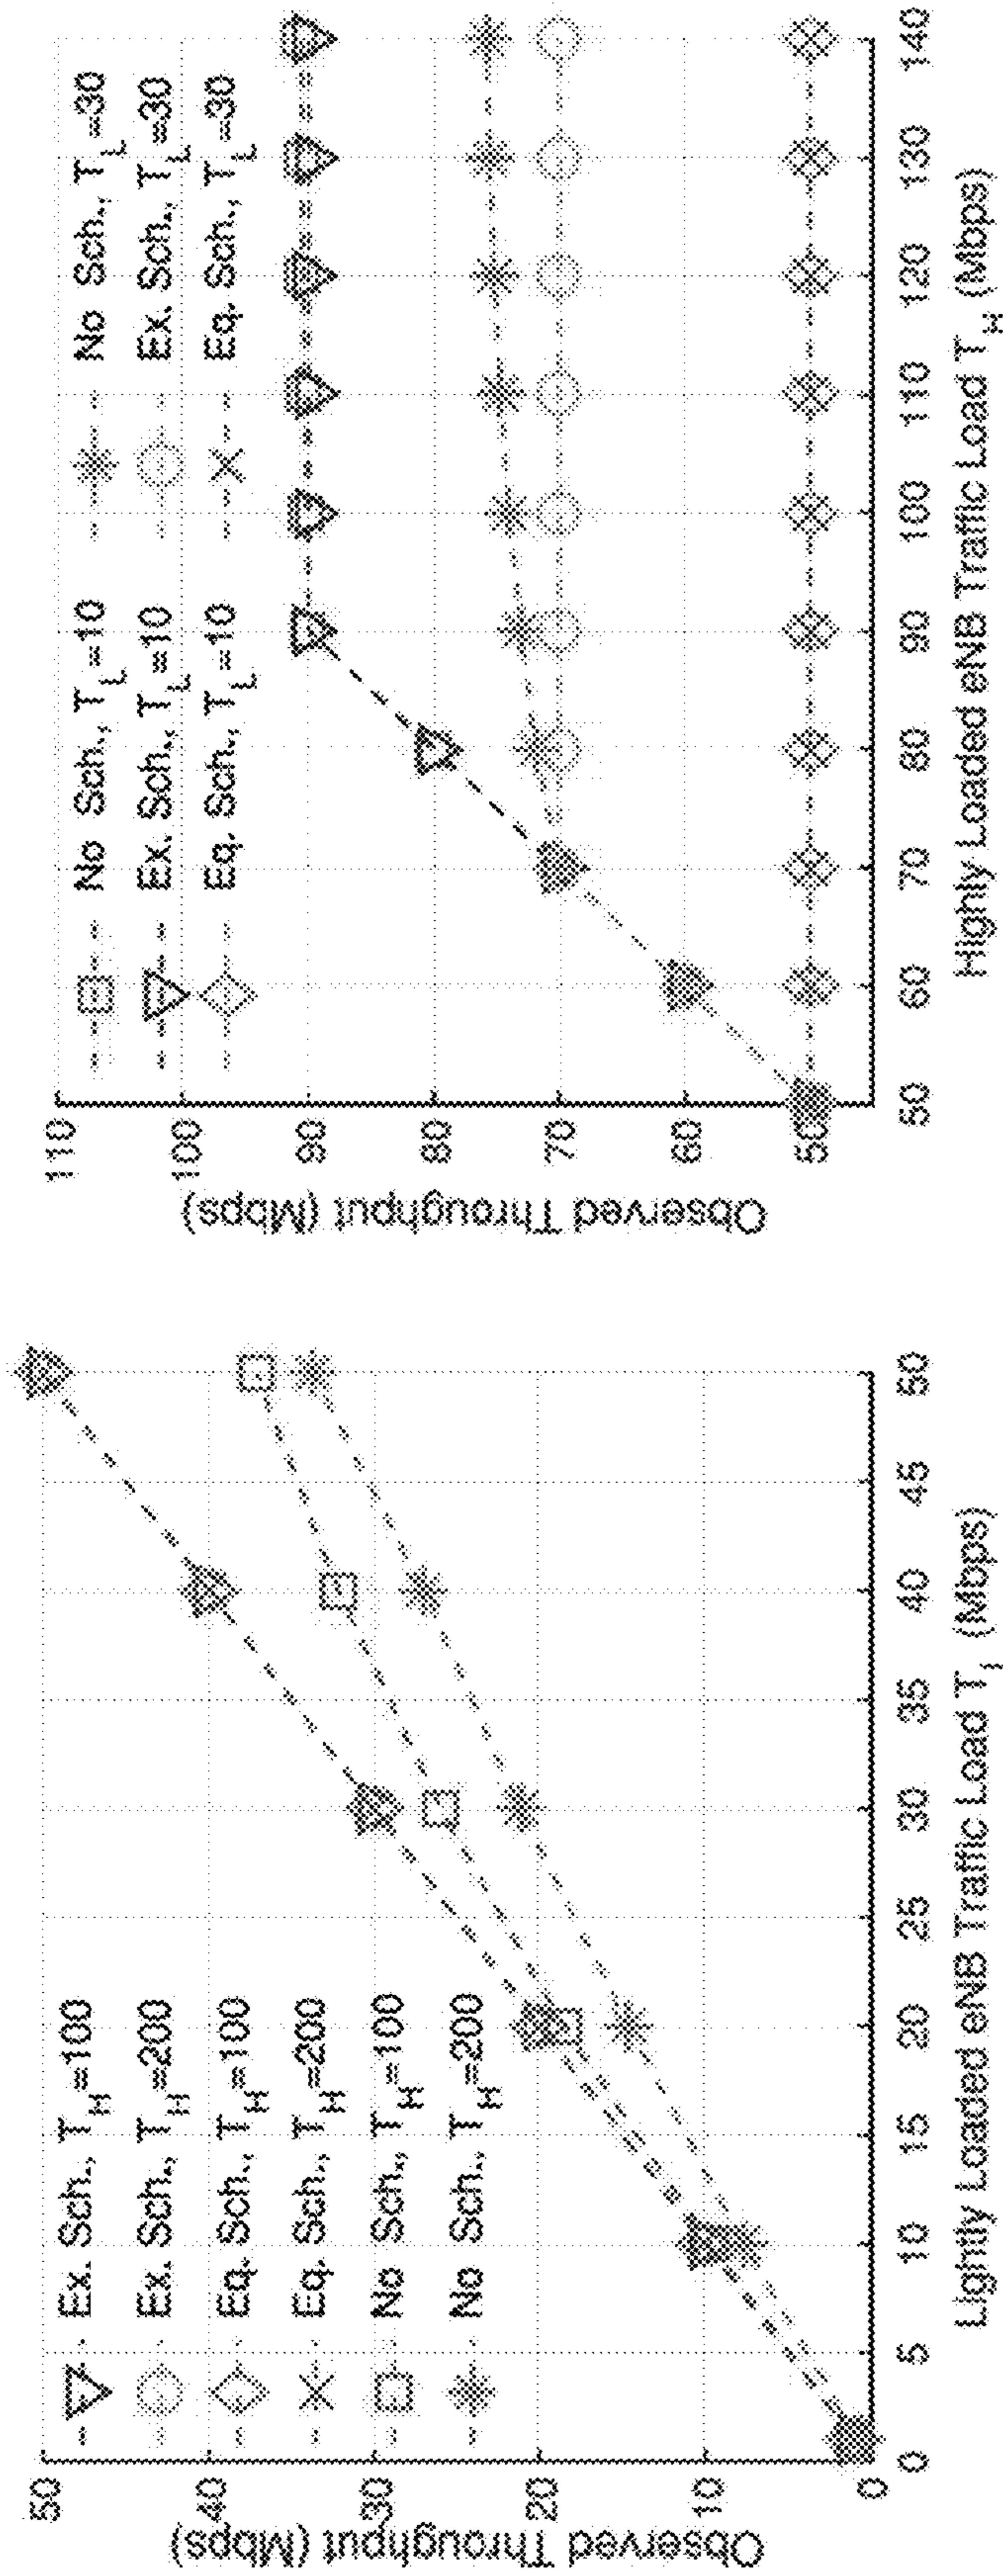 50
40
30
20
10
0
Observed Throughput (Mbps)
Ex. Sch., T_H=100
Ex. Sch., T_H=200
Eq. Sch., T_H=100
Eq. Sch., T_H=200
No Sch., T_H=100
No Sch., T_H=200
0 5 10 15 20 25 30 35 40 45 50
Lightly Loaded eNB Traffic Load T_l (Mbps)
110
100
90
80
70
60
50
Observed Throughput (Mbps)
No Sch., T_L=10
Ex. Sch., T_L=10
Eq. Sch., T_L=10
No Sch., T_L=30
Ex. Sch., T_L=30
Eq. Sch., T_L=30
50 60 70 80 90 100 110 120 130 140
Highly Loaded eNB Traffic Load T_H (Mbps)